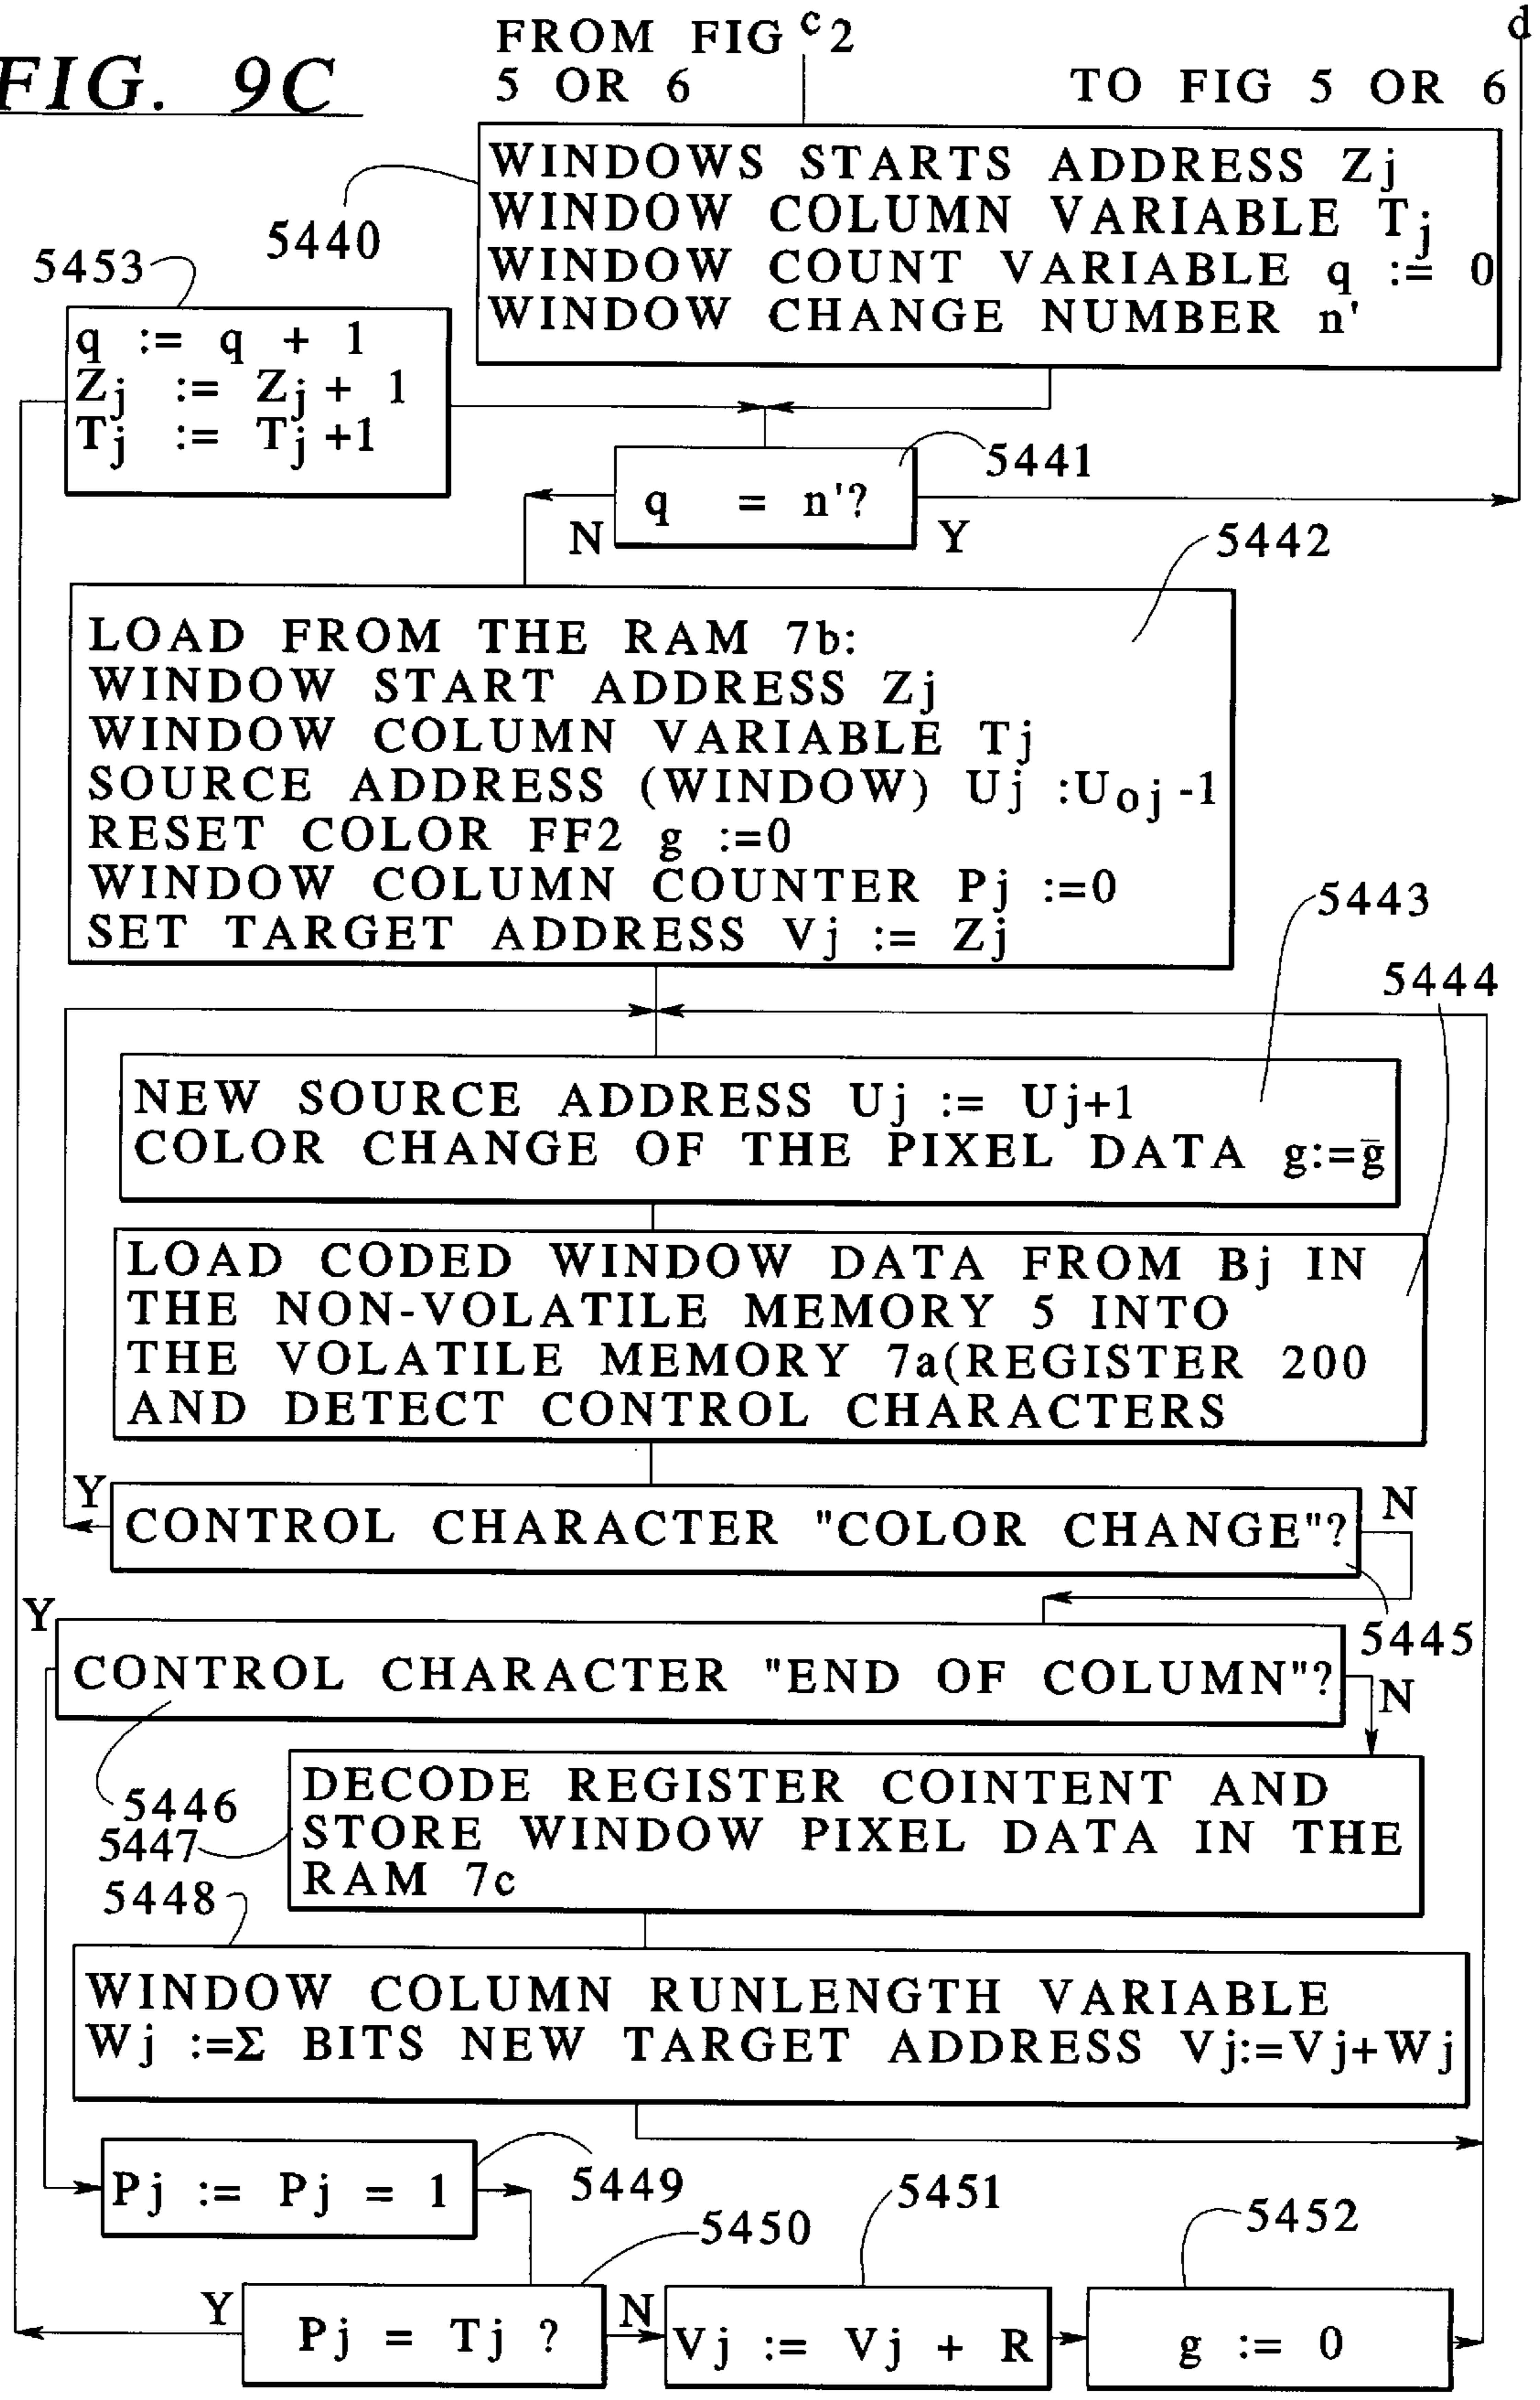 FIG. 9C
FROM FIG c2
5 OR 6
TO FIG 5 OR 6
d
5440
WINDOWS STARTS ADDRESS Zj
WINDOW COLUMN VARIABLE Tj
WINDOW COUNT VARIABLE q := 0
WINDOW CHANGE NUMBER n'
5453
q := q + 1
Zj := Zj + 1
Tj := Tj +1
5441
q = n'?
N
Y
5442
LOAD FROM THE RAM 7b:
WINDOW START ADDRESS Zj
WINDOW COLUMN VARIABLE Tj
SOURCE ADDRESS (WINDOW) Uj :Uoj -1
RESET COLOR FF2 g :=0
WINDOW COLUMN COUNTER Pj :=0
SET TARGET ADDRESS Vj := Zj
5443
5444
NEW SOURCE ADDRESS Uj := Uj+1
COLOR CHANGE OF THE PIXEL DATA g:=g̅
LOAD CODED WINDOW DATA FROM Bj IN
THE NON-VOLATILE MEMORY 5 INTO
THE VOLATILE MEMORY 7a(REGISTER 200
AND DETECT CONTROL CHARACTERS
Y
CONTROL CHARACTER "COLOR CHANGE"?
N
5445
Y
CONTROL CHARACTER "END OF COLUMN"?
N
5446
5447
DECODE REGISTER COINTENT AND
STORE WINDOW PIXEL DATA IN THE
RAM 7c
5448
WINDOW COLUMN RUNLENGTH VARIABLE
Wj :=Σ BITS NEW TARGET ADDRESS Vj:=Vj+Wj
Pj := Pj = 1
5449
5450
5451
5452
Y
Pj = Tj ?
N
Vj := Vj + R
g := 0